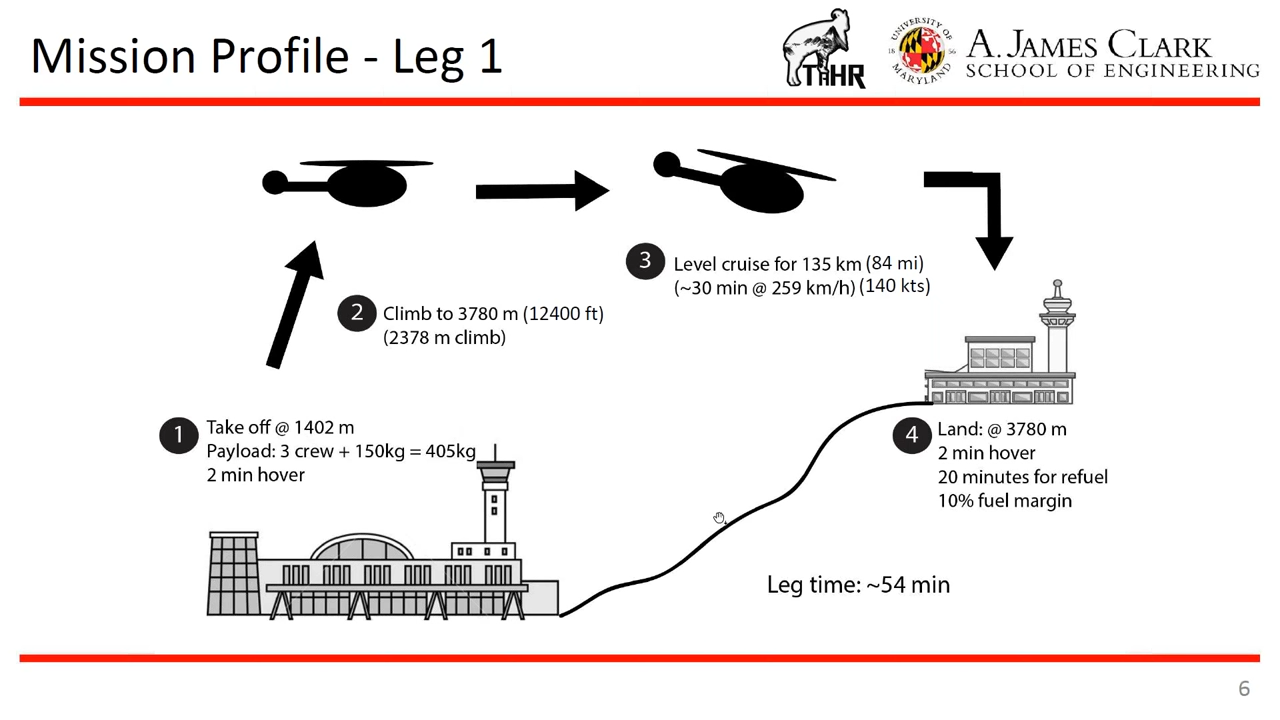 Mission Profile - Leg 1
TAHR
UNIVERSITY OF
MARYLAND
18 56
A. JAMES CLARK
SCHOOL OF ENGINEERING
3
Level cruise for 135 km (84 mi)
(~30 min @ 259 km/h) (140 kts)
2
Climb to 3780 m (12400 ft)
(2378 m climb)
1
Take off @ 1402 m
Payload: 3 crew + 150kg = 405kg
2 min hover
4
Land: @ 3780 m
2 min hover
20 minutes for refuel
10% fuel margin
Leg time: ~54 min
6